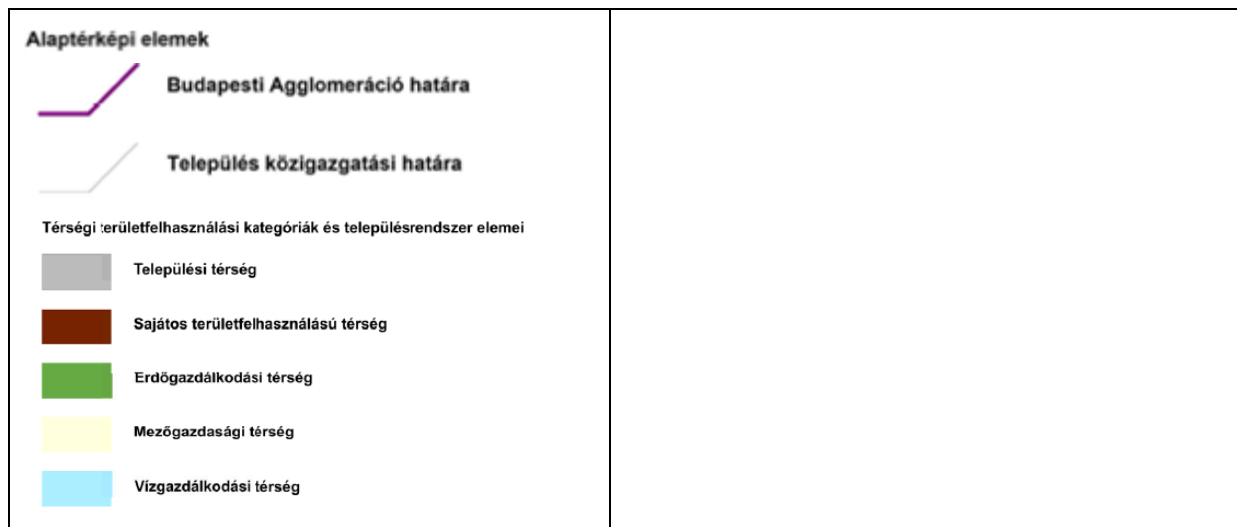 Alaptérképi elemek
Budapesti Agglomeráció határa
Település közigazgatási határa
Térségi területfelhasználási kategóriák és településrendszer elemei
Települési térség
Sajátos területfelhasználású térség
Erdőgazdálkodási térség
Mezőgazdasági térség
Vízgazdálkodási térség